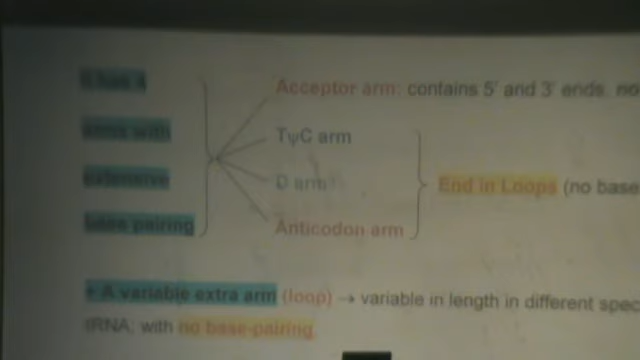 It has 4
arms with
extensive
base pairing
Acceptor arm: contains 5' and 3' ends. no
TψC arm
D arm
Anticodon arm
End in Loops (no base
+ A variable extra arm (loop) → variable in length in different spec
tRNA; with no base-pairing